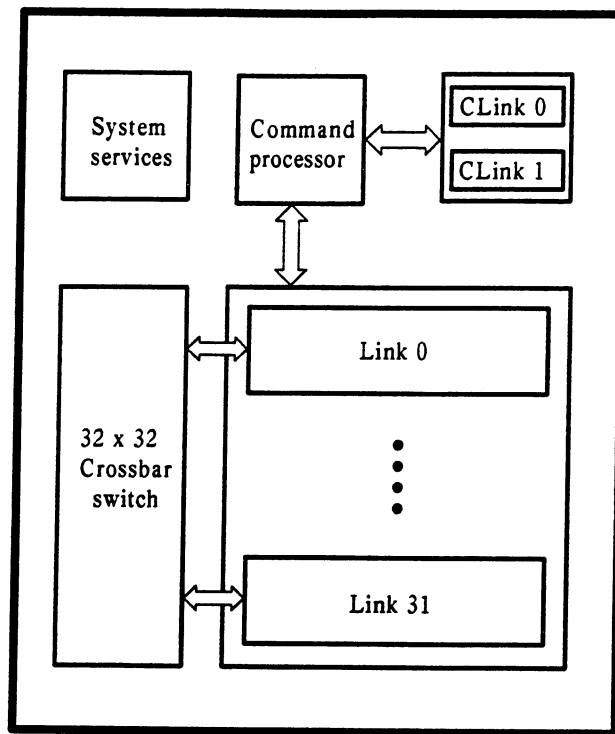 System
services
Command
processor
CLink 0
CLink 1
32 x 32
Crossbar
switch
Link 0
Link 31